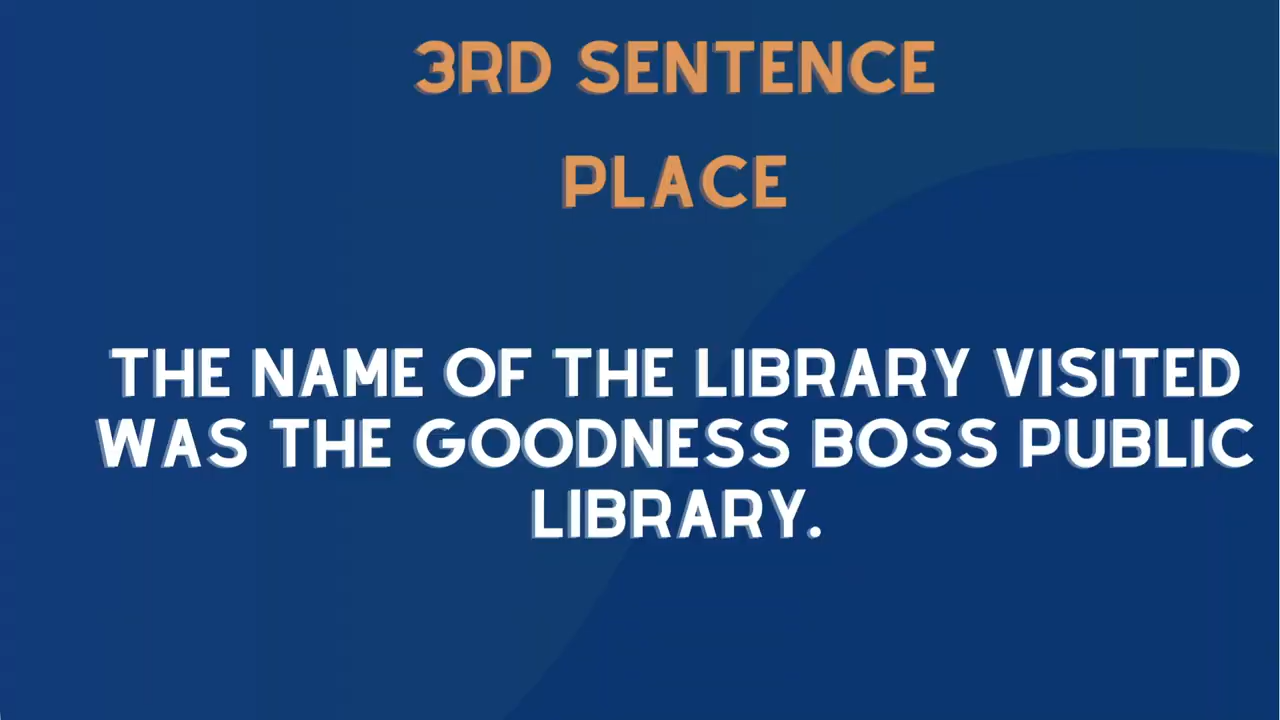 3RD SENTENCE
PLACE
THE NAME OF THE LIBRARY VISITED
WAS THE GOODNESS BOSS PUBLIC
LIBRARY.